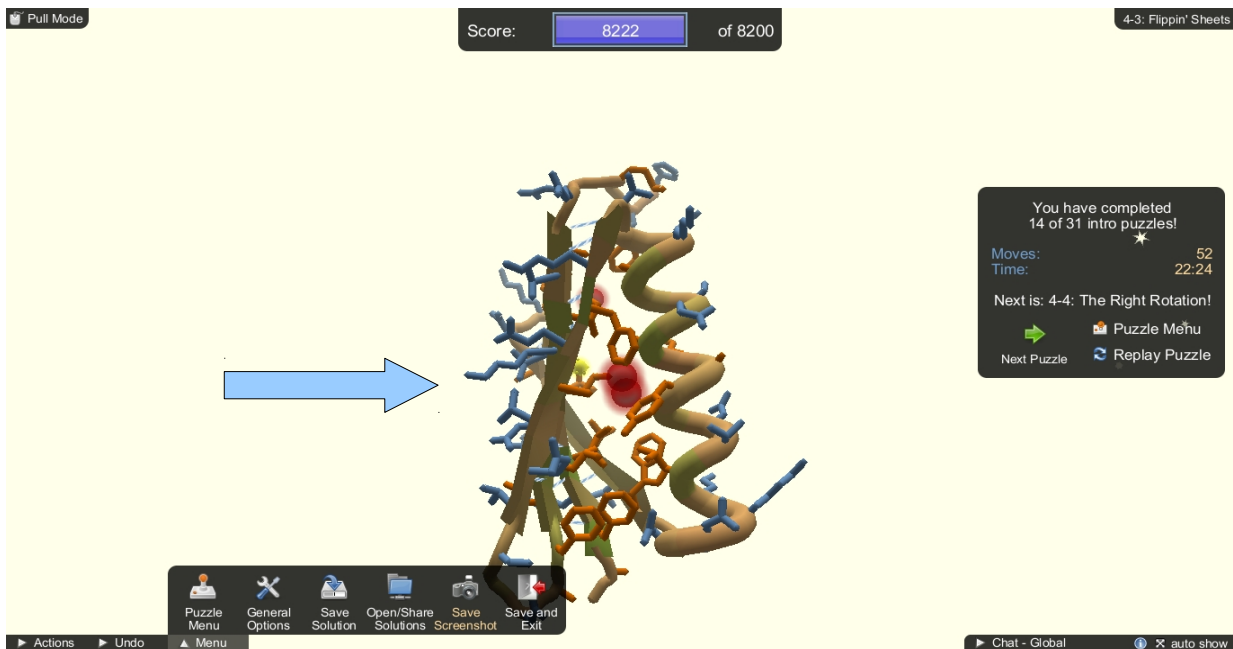 Pull Mode
Score: 8222 of 8200
4-3: Flippin' Sheets
You have completed
14 of 31 intro puzzles!
Moves: 52
Time: 22:24
Next is: 4-4: The Right Rotation!
Next Puzzle
Puzzle Menu
Replay Puzzle
Puzzle Menu
General Options
Save Solution
Open/Share Solutions
Save Screenshot
Save and Exit
Actions
Undo
Menu
Chat - Global
auto show